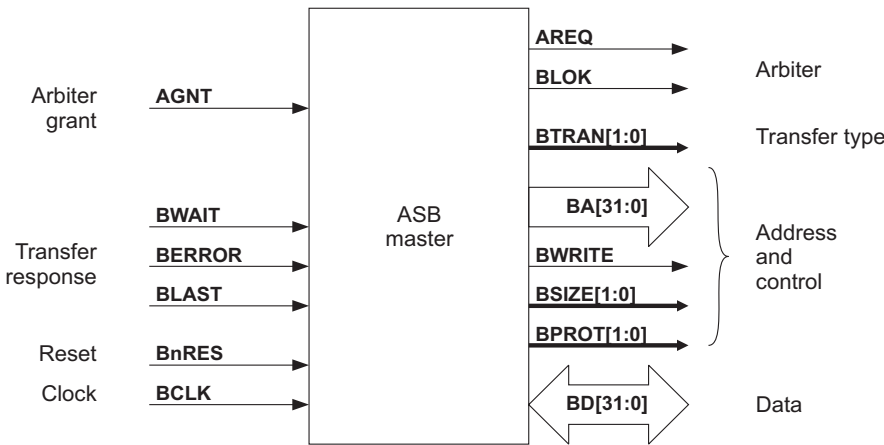 Arbiter
grant
AGNT
Transfer
response
BWAIT
BERROR
BLAST
Reset
BnRES
Clock
BCLK
ASB
master
AREQ
BLOK
Arbiter
BTRAN[1:0]
Transfer type
BA[31:0]
BWRITE
BSIZE[1:0]
BPROT[1:0]
Address
and
control
BD[31:0]
Data